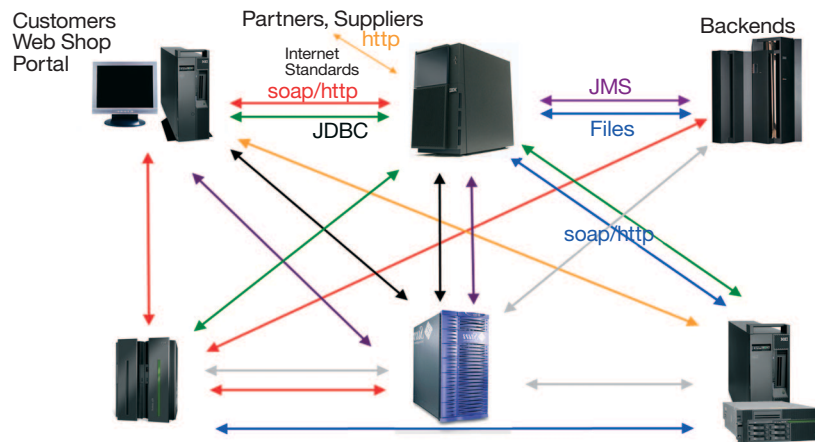 Customers
Web Shop
Portal
Partners, Suppliers
http
Internet
Standards
soap/http
JDBC
Backends
JMS
Files
soap/http